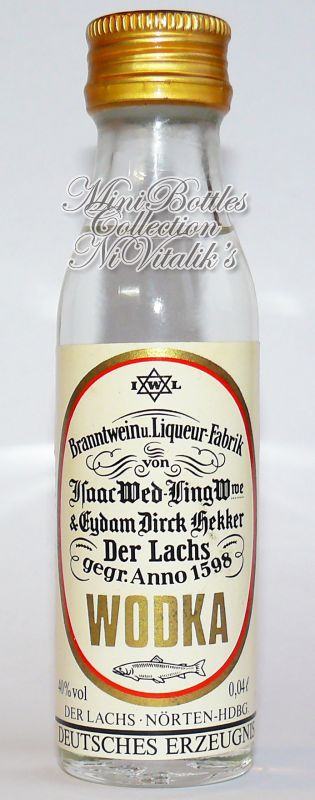 MiniBottles
Collection
NiVitalik's
I W L
Branntwein u. Liqueur-Fabrik
von
Isaac Wed-Ling Wwe
& Eydam Dirck Hekker
Der Lachs
gegr. Anno 1598
WODKA
40% vol 0,04 ℓ
DER LACHS · NÖRTEN-HDBG.
DEUTSCHES ERZEUGNIS